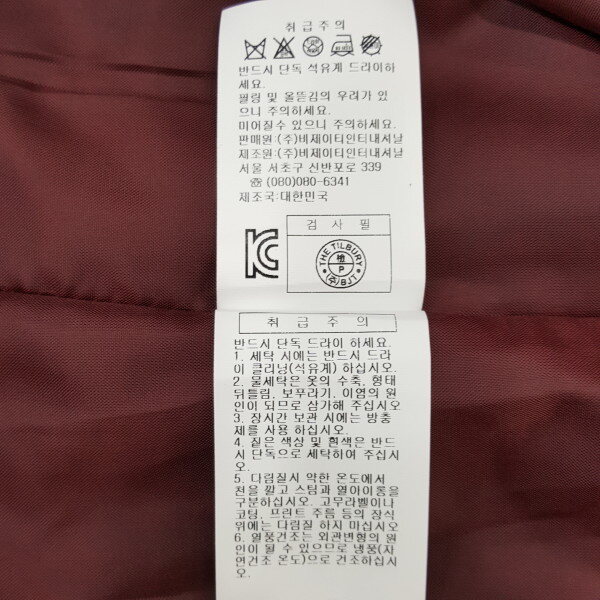 취급주의
반드시 단독 석유계 드라이하
세요.
필링 및 올뜯김의 우려가 있
으니 주의하세요.
미어질수 있으니 주의하세요.
판매원:(주)비제이티인터내셔날
제조원:(주)비제이티인터내셔날
서울 서초구 신반포로 339
☏(080)080-6341
제조국:대한민국
검 사 필
THE TILBURY
檢
P
(주)BJT
취 급 주 의
반드시 단독 드라이 하세요.
1. 세탁 시에는 반드시 드라
이 클리닝(석유계) 하십시오.
2. 물세탁은 옷의 수축, 형태
뒤틀림, 보푸라기, 이염의 원
인이 되므로 삼가해 주십시오
3. 장시간 보관 시에는 방충
제를 사용 하십시오.
4. 짙은 색상 및 흰색은 반드
시 단독으로 세탁하여 주십시
오.
5. 다림질시 약한 온도에서
천을 깔고 스팀과 열아이롱을
구분하십시오. 고무라벨이나
코팅, 프린트 주름 등의 장식
위에는 다림질 하지 마십시오
6. 열풍건조는 외관변형의 원
인이 될 수 있으므로 냉풍(자
연건조 온도)으로 건조하십시
오.